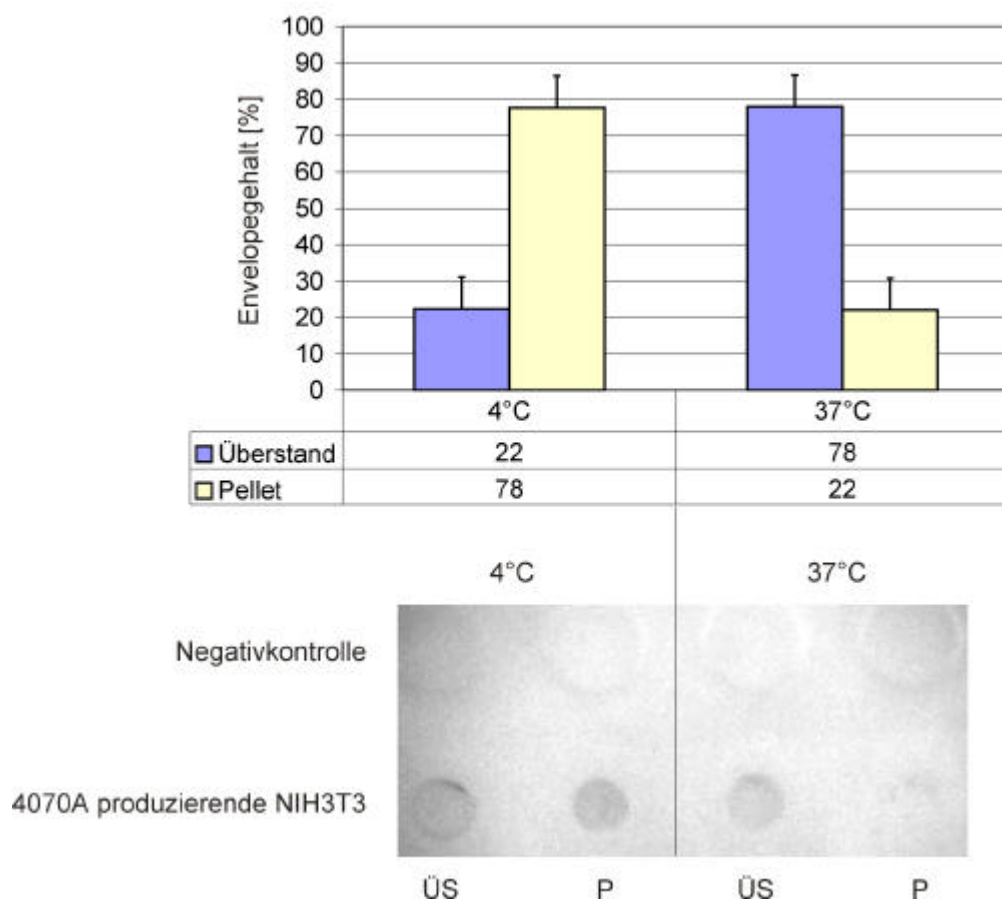 100
90
80
70
60
50
40
30
20
10
0
Envelopegehalt [%]
4°C 37°C
Überstand 22 78
Pellet 78 22
4°C 37°C
Negativkontrolle
4070A produzierende NIH3T3
ÜS P ÜS P